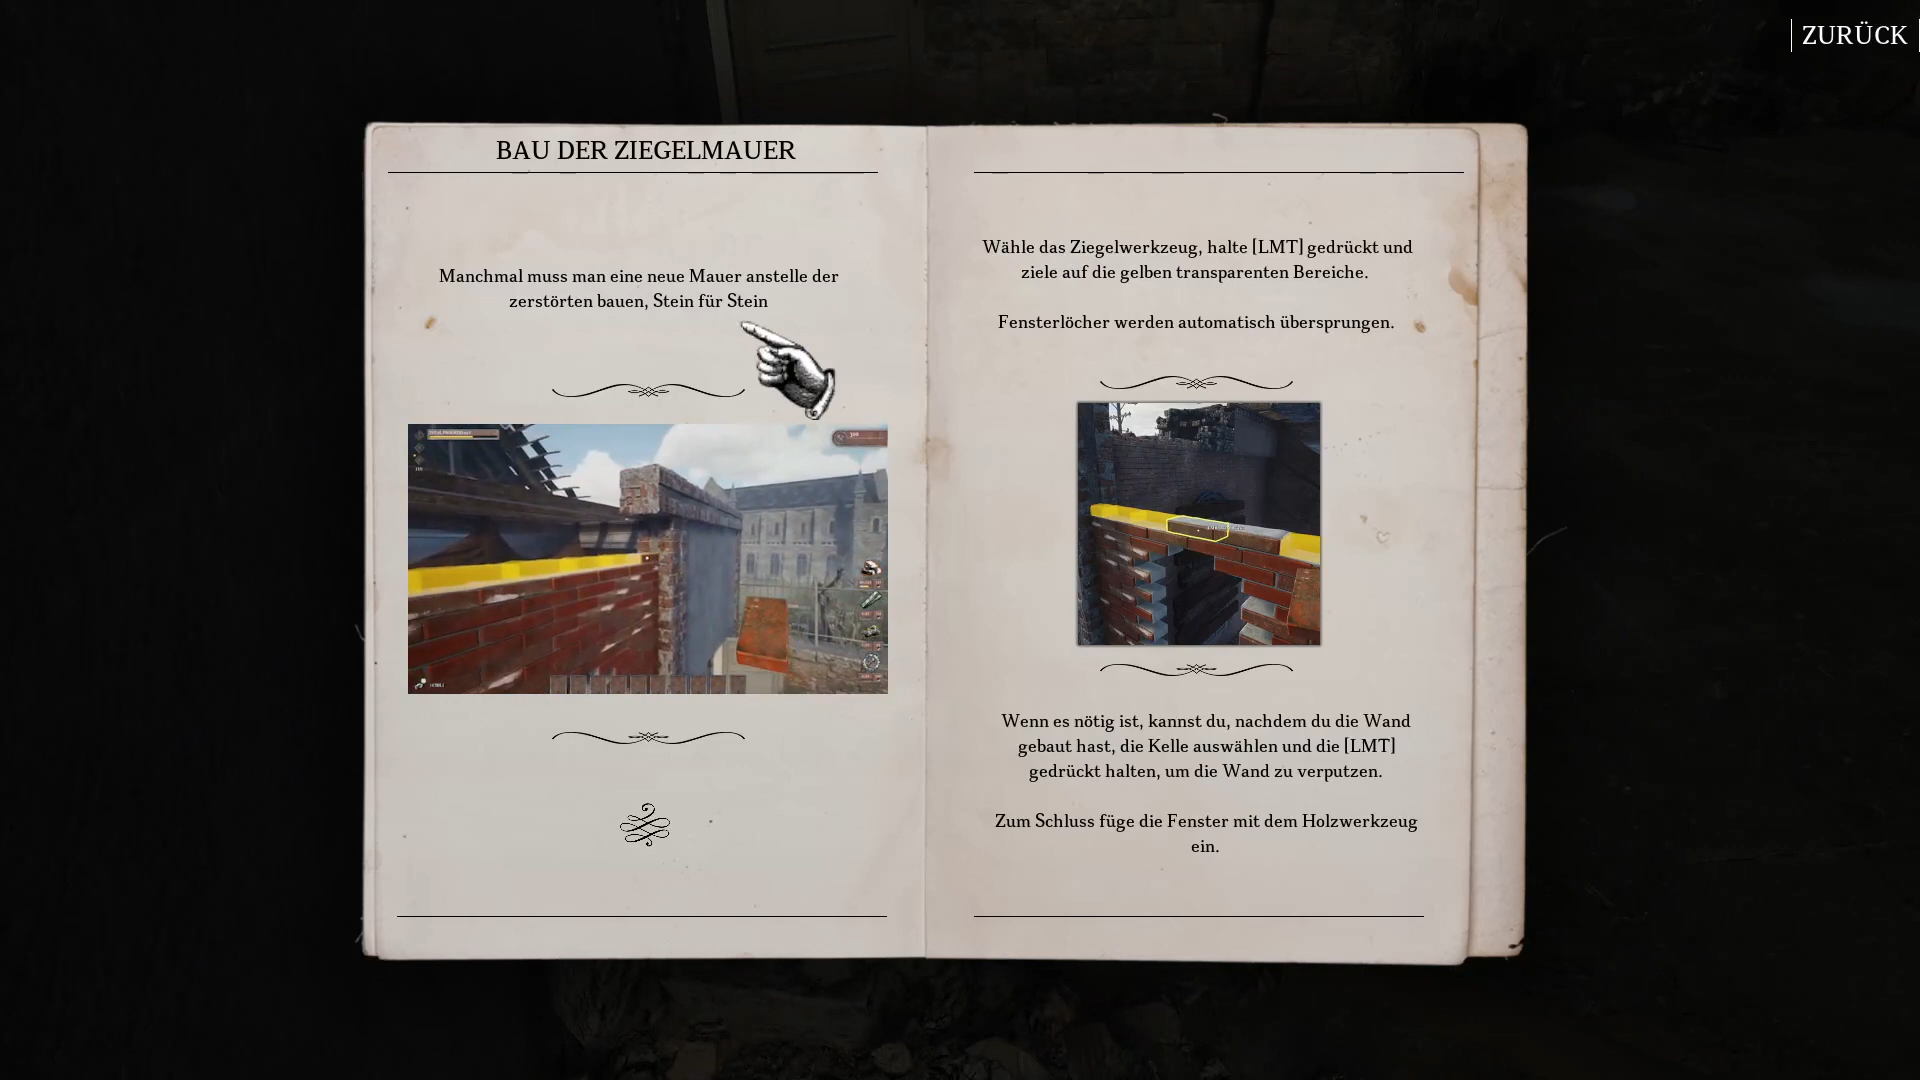 ZURÜCK
BAU DER ZIEGELMAUER
Manchmal muss man eine neue Mauer anstelle der
zerstörten bauen, Stein für Stein
Wähle das Ziegelwerkzeug, halte [LMT] gedrückt und
ziele auf die gelben transparenten Bereiche.
Fensterlöcher werden automatisch übersprungen.
Wenn es nötig ist, kannst du, nachdem du die Wand
gebaut hast, die Kelle auswählen und die [LMT]
gedrückt halten, um die Wand zu verputzen.
Zum Schluss füge die Fenster mit dem Holzwerkzeug
ein.